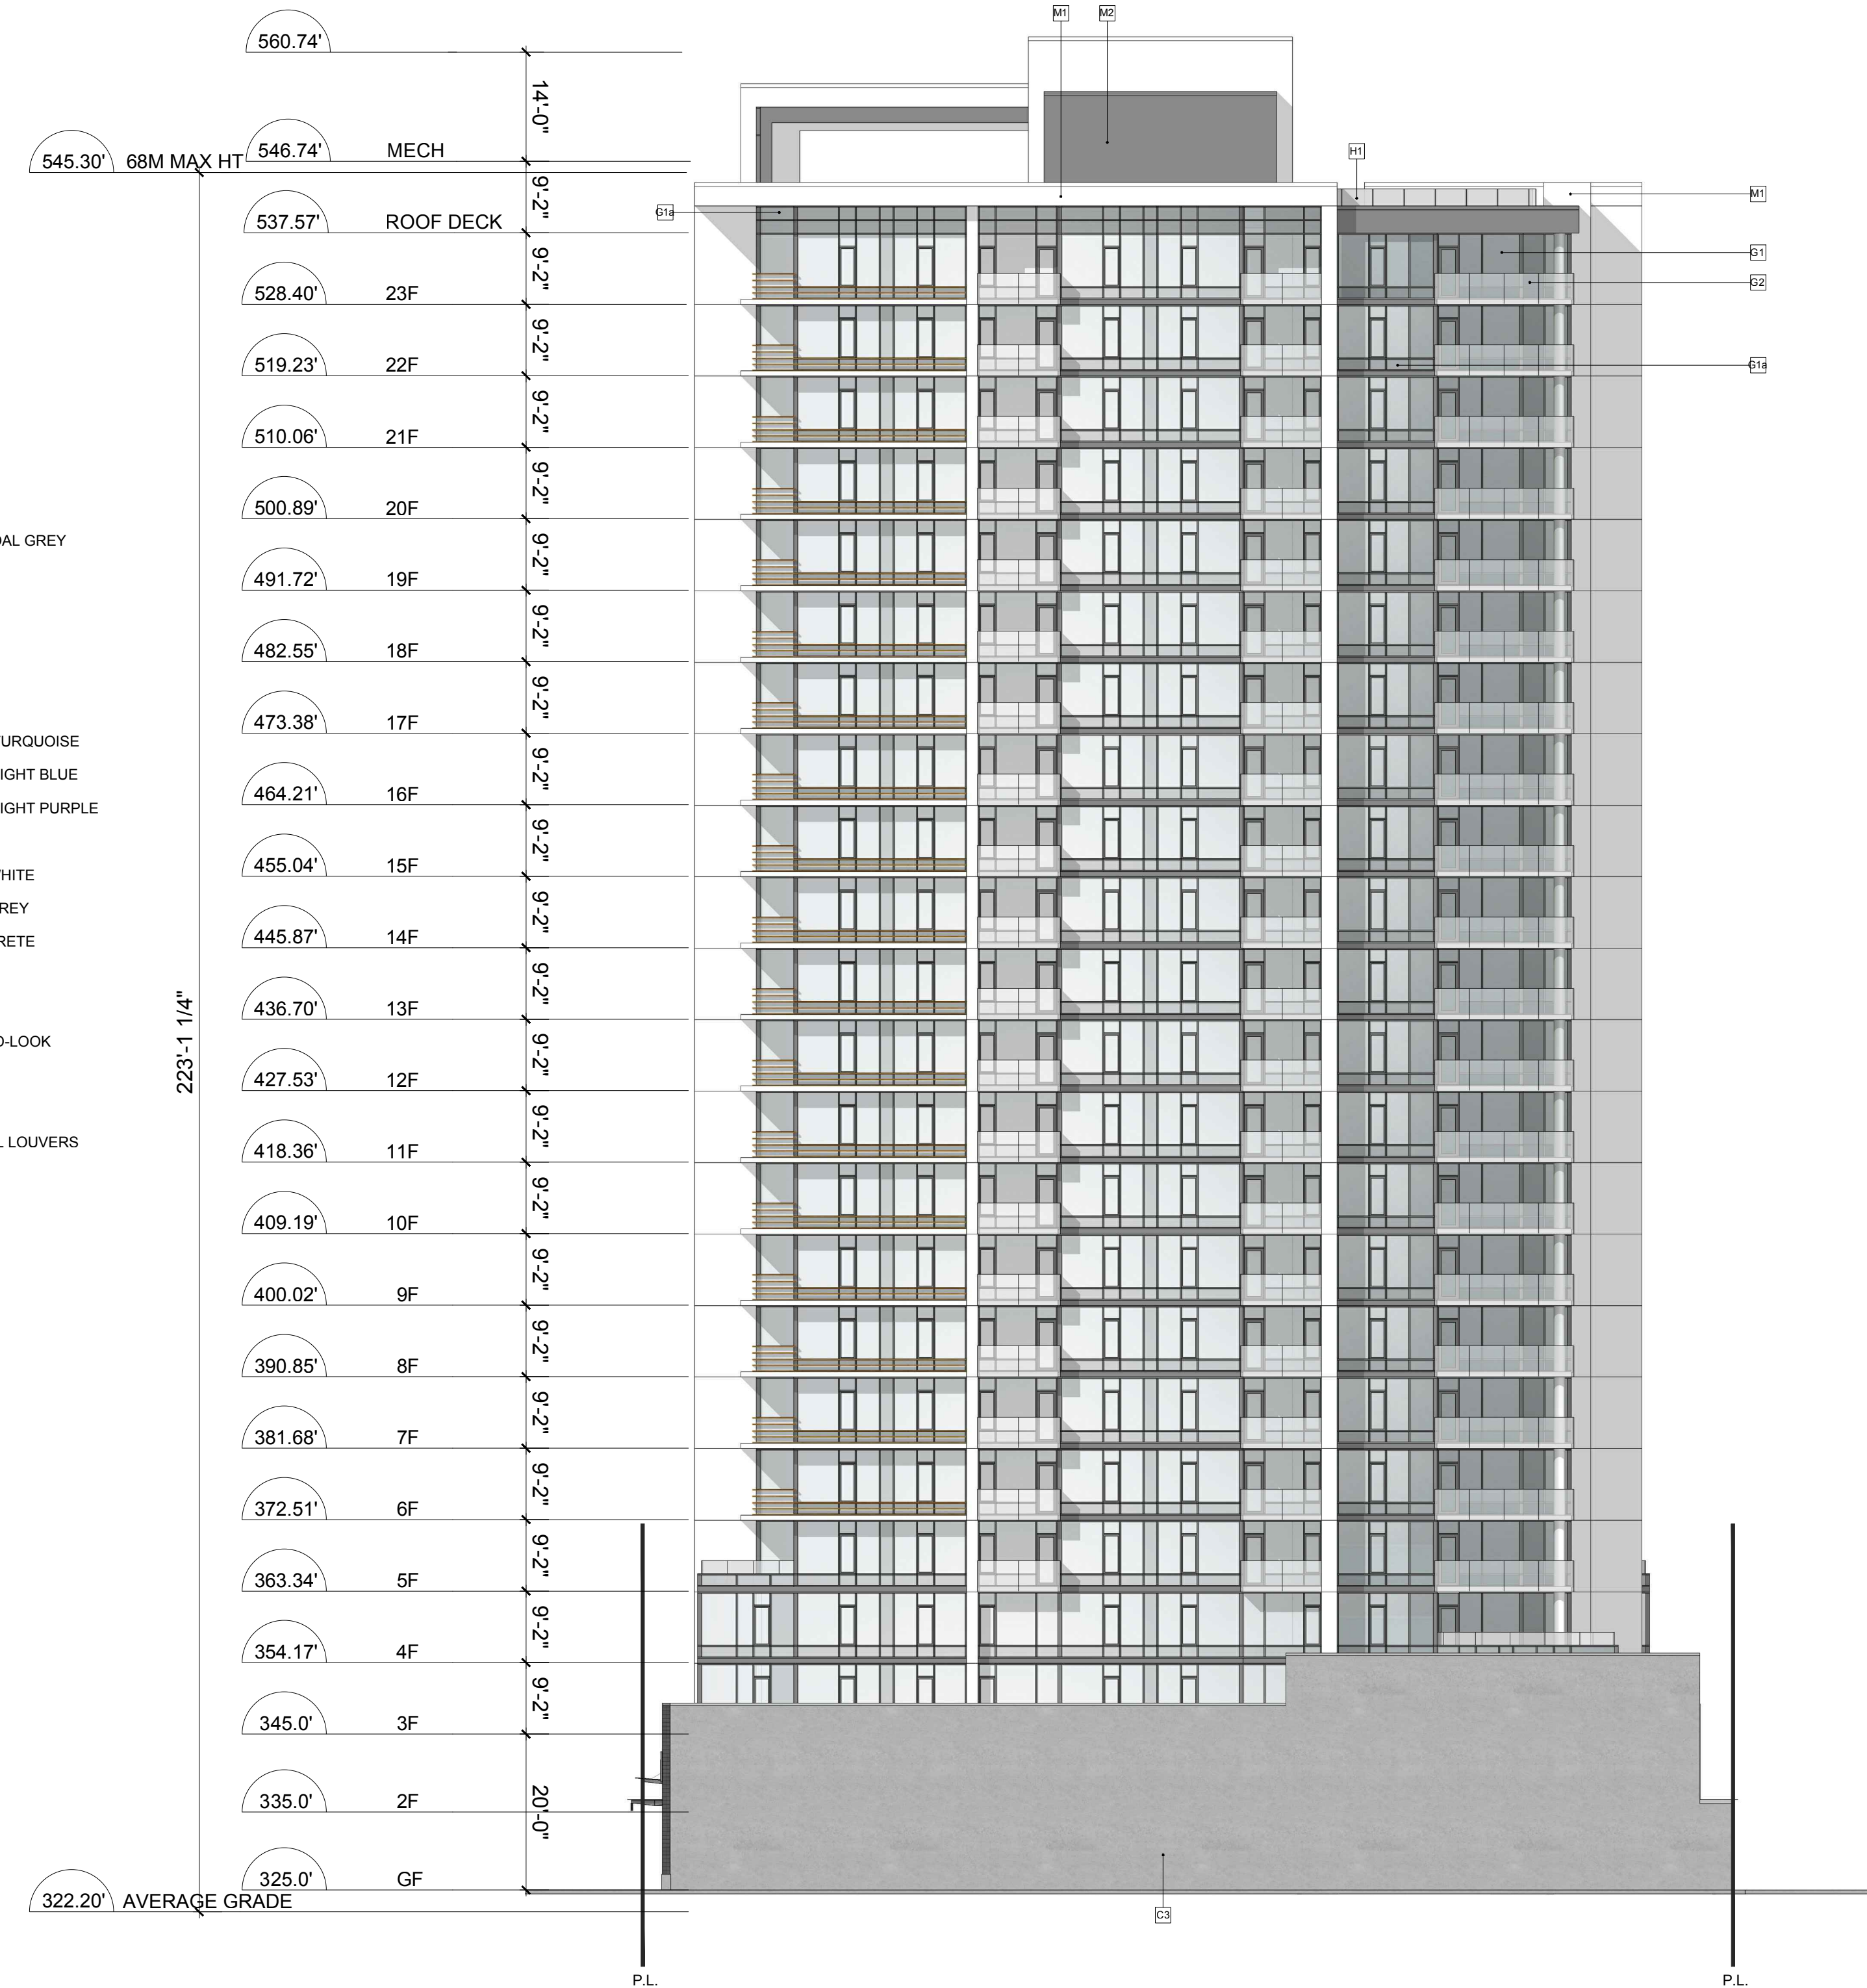 M1
M2
560.74'
14'-0"
546.74' MECH
545.30' 68M MAX HT
H1
9'-2"
M1
G1a
537.57' ROOF DECK
9'-2"
G1
G2
528.40' 23F
9'-2"
519.23' 22F
G1a
9'-2"
510.06' 21F
9'-2"
500.89' 20F
GREY
9'-2"
491.72' 19F
9'-2"
482.55' 18F
9'-2"
473.38' 17F
TURQUOISE
9'-2"
IGHT BLUE
464.21' 16F
IGHT PURPLE
9'-2"
455.04' 15F
HITE
9'-2"
REY
445.87' 14F
RETE
9'-2"
436.70' 13F
223'-1 1/4"
9'-2"
-LOOK
427.53' 12F
9'-2"
LOUVERS
418.36' 11F
9'-2"
409.19' 10F
9'-2"
400.02' 9F
9'-2"
390.85' 8F
9'-2"
381.68' 7F
9'-2"
372.51' 6F
9'-2"
363.34' 5F
9'-2"
354.17' 4F
9'-2"
345.0' 3F
335.0' 2F
20'-0"
325.0' GF
322.20' AVERAGE GRADE
C3
P.L.
P.L.